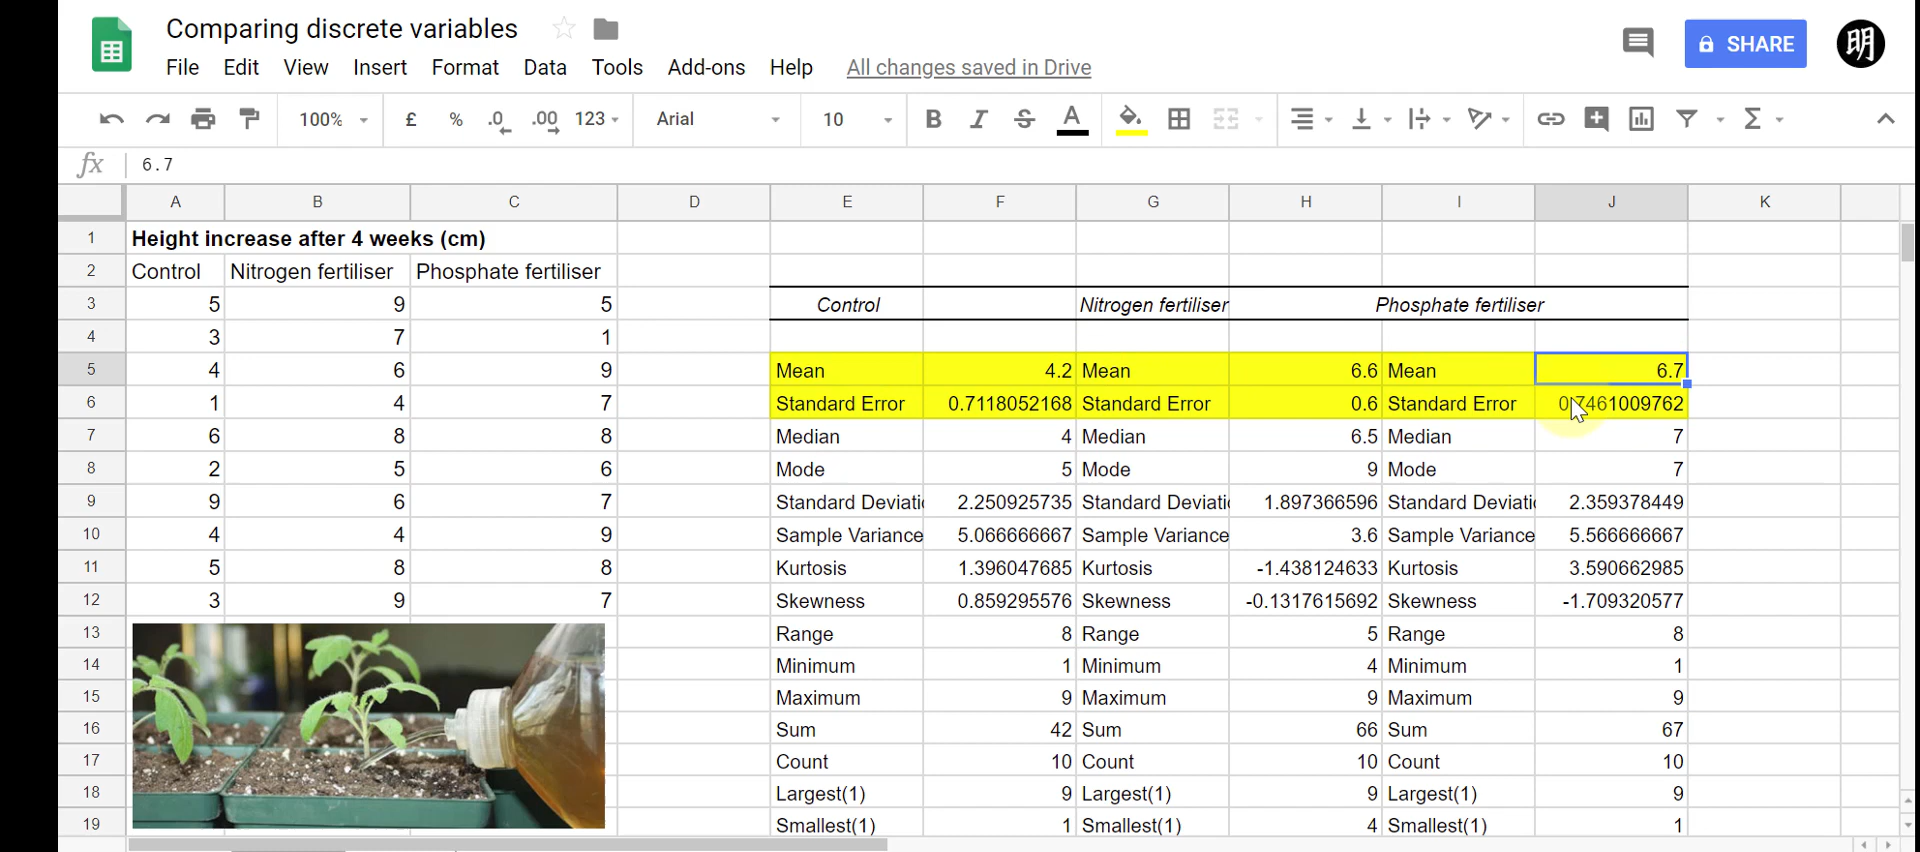 Comparing discrete variables
File Edit View Insert Format Data Tools Add-ons Help All changes saved in Drive
SHARE
明
100% £ % .0 .00 123 Arial 10 B I S A Σ
fx 6.7
A B C D E F G H I J K
1 Height increase after 4 weeks (cm)
2 Control Nitrogen fertiliser Phosphate fertiliser
3 5 9 5 Control Nitrogen fertiliser Phosphate fertiliser
4 3 7 1
5 4 6 9 Mean 4.2 Mean 6.6 Mean 6.7
6 1 4 7 Standard Error 0.7118052168 Standard Error 0.6 Standard Error 0.7461009762
7 6 8 8 Median 4 Median 6.5 Median 7
8 2 5 6 Mode 5 Mode 9 Mode 7
9 9 6 7 Standard Deviati 2.250925735 Standard Deviati 1.897366596 Standard Deviati 2.359378449
10 4 4 9 Sample Variance 5.066666667 Sample Variance 3.6 Sample Variance 5.566666667
11 5 8 8 Kurtosis 1.396047685 Kurtosis -1.438124633 Kurtosis 3.590662985
12 3 9 7 Skewness 0.859295576 Skewness -0.1317615692 Skewness -1.709320577
13 Range 8 Range 5 Range 8
14 Minimum 1 Minimum 4 Minimum 1
15 Maximum 9 Maximum 9 Maximum 9
16 Sum 42 Sum 66 Sum 67
17 Count 10 Count 10 Count 10
18 Largest(1) 9 Largest(1) 9 Largest(1) 9
19 Smallest(1) 1 Smallest(1) 4 Smallest(1) 1